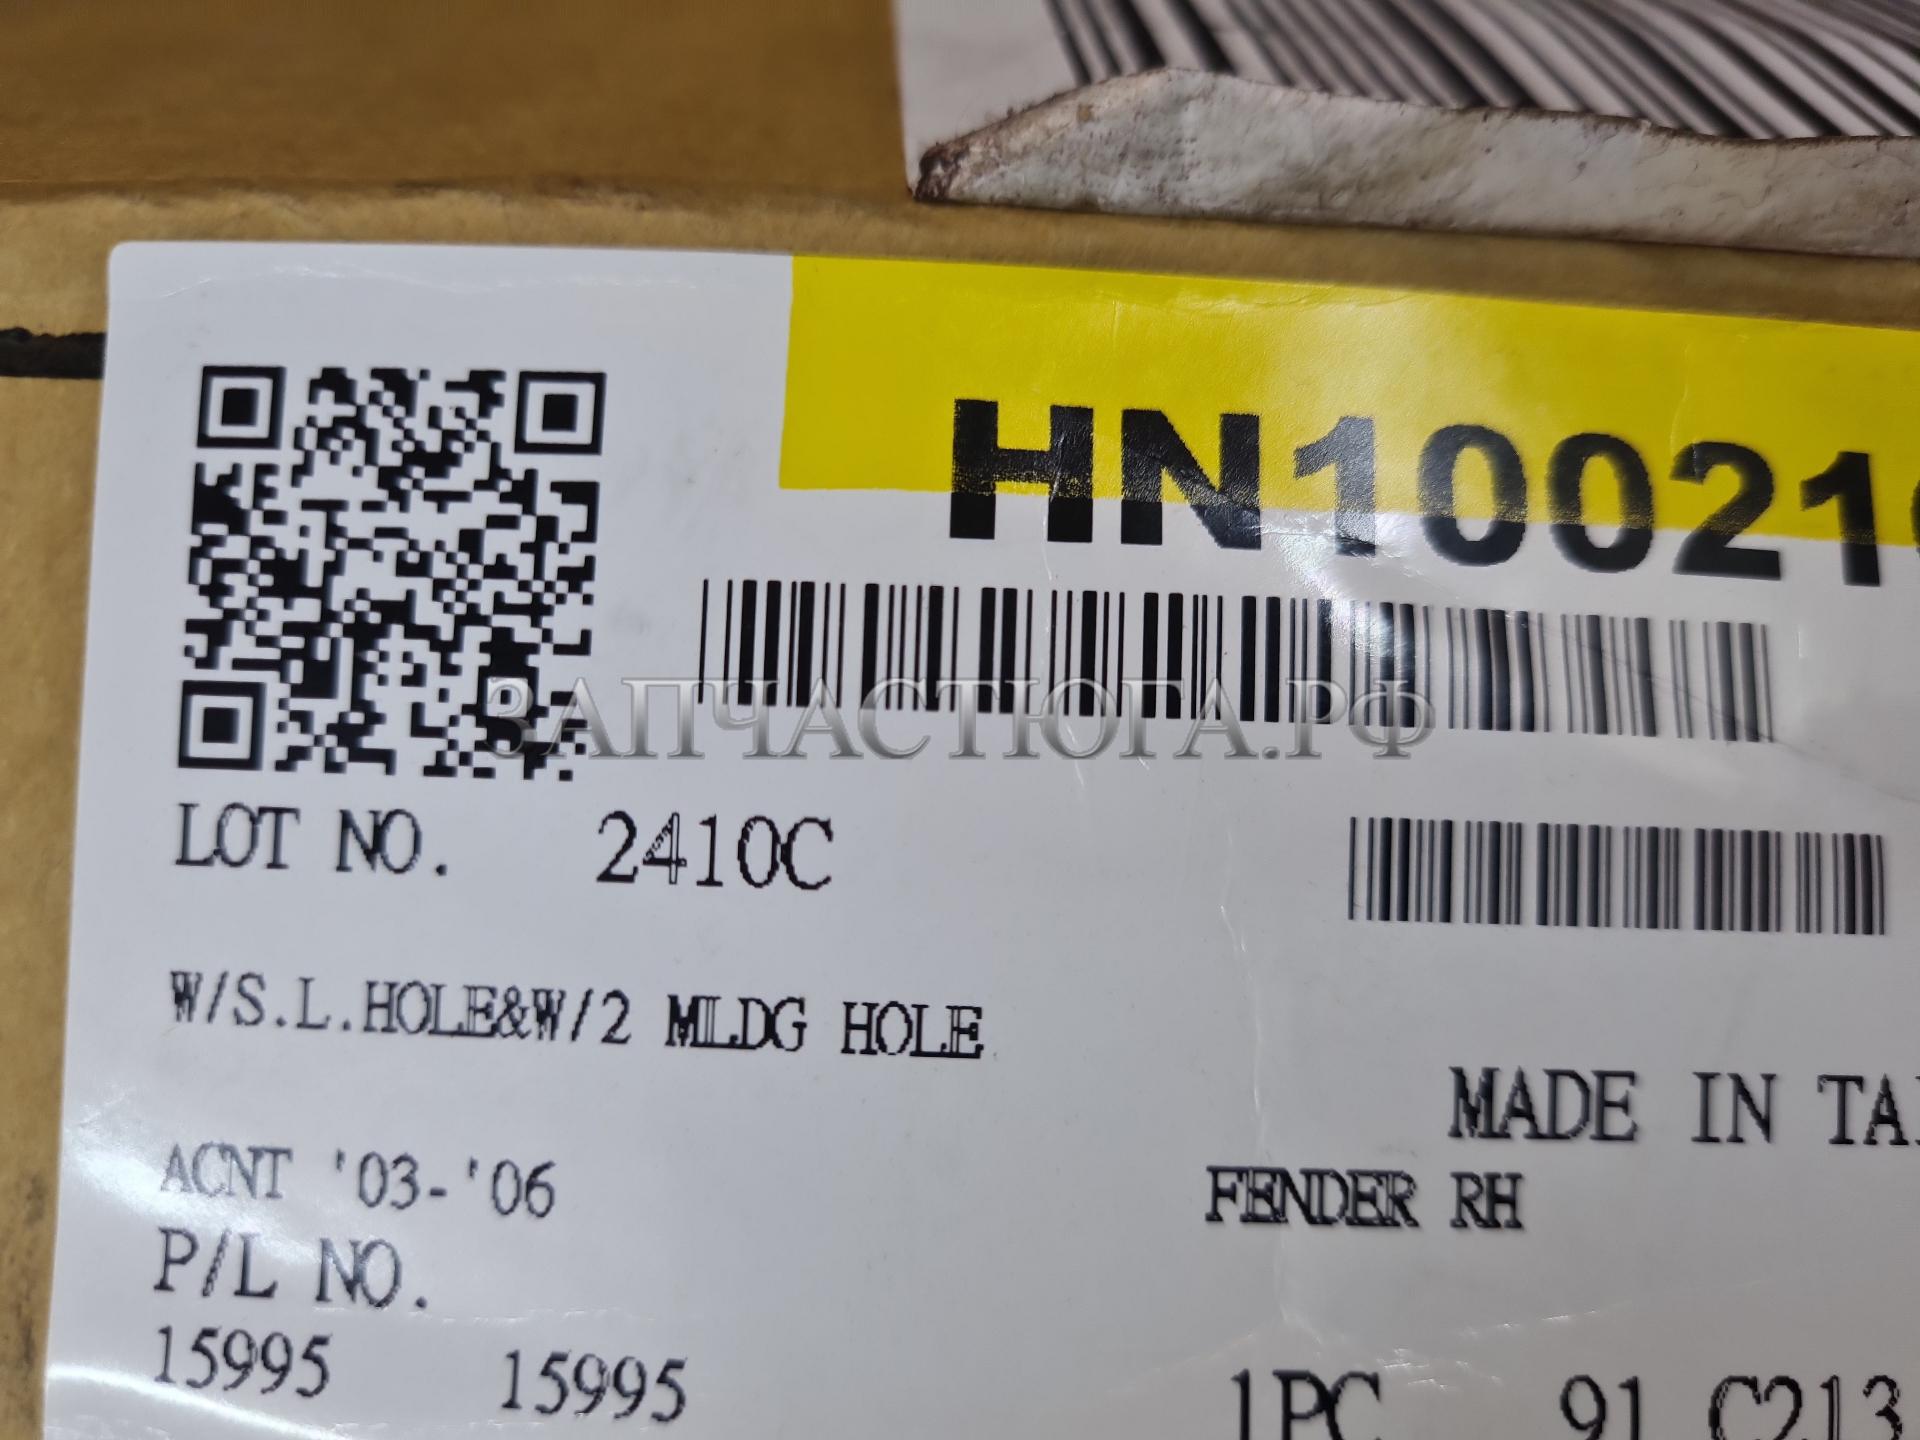 HN10021
ЗАПЧАСТЮГА.РФ
LOT NO. 2410C
W/S.L.HOLE&W/2 MLDG HOLE
MADE IN TA
ACNT '03-'06
FENDER RH
P/L NO.
15995 15995
1PC 91 C213